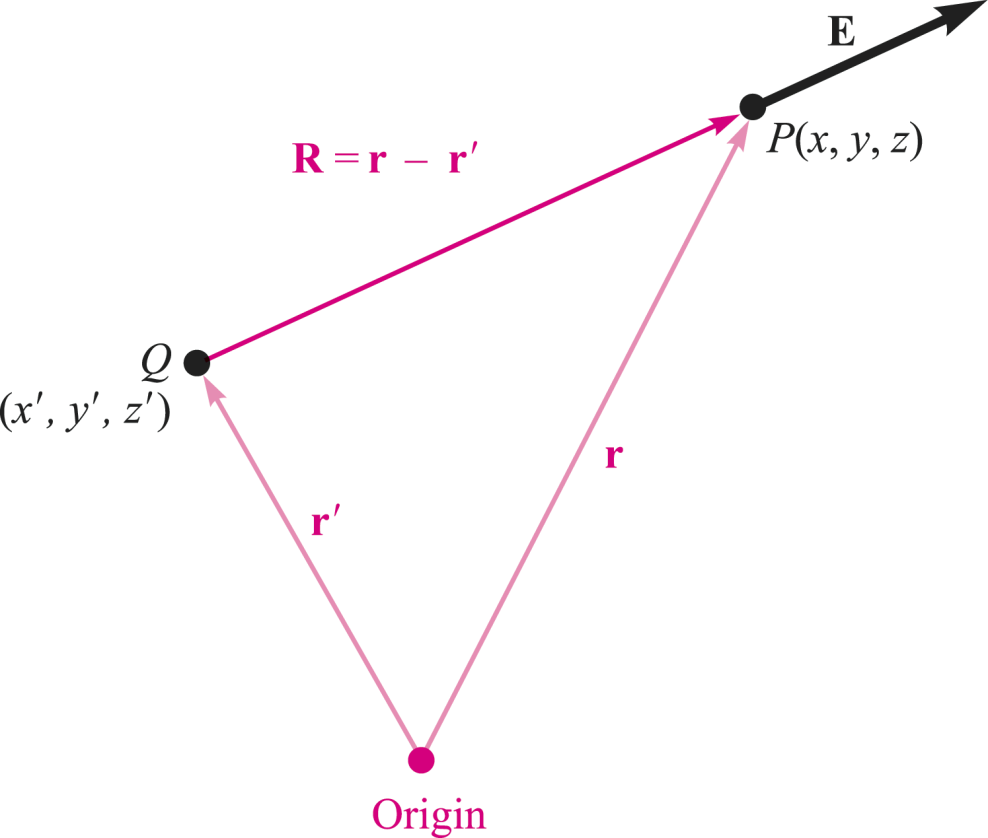 E
P(x, y, z)
R = r – r′
Q
(x′, y′, z′)
r
r′
Origin